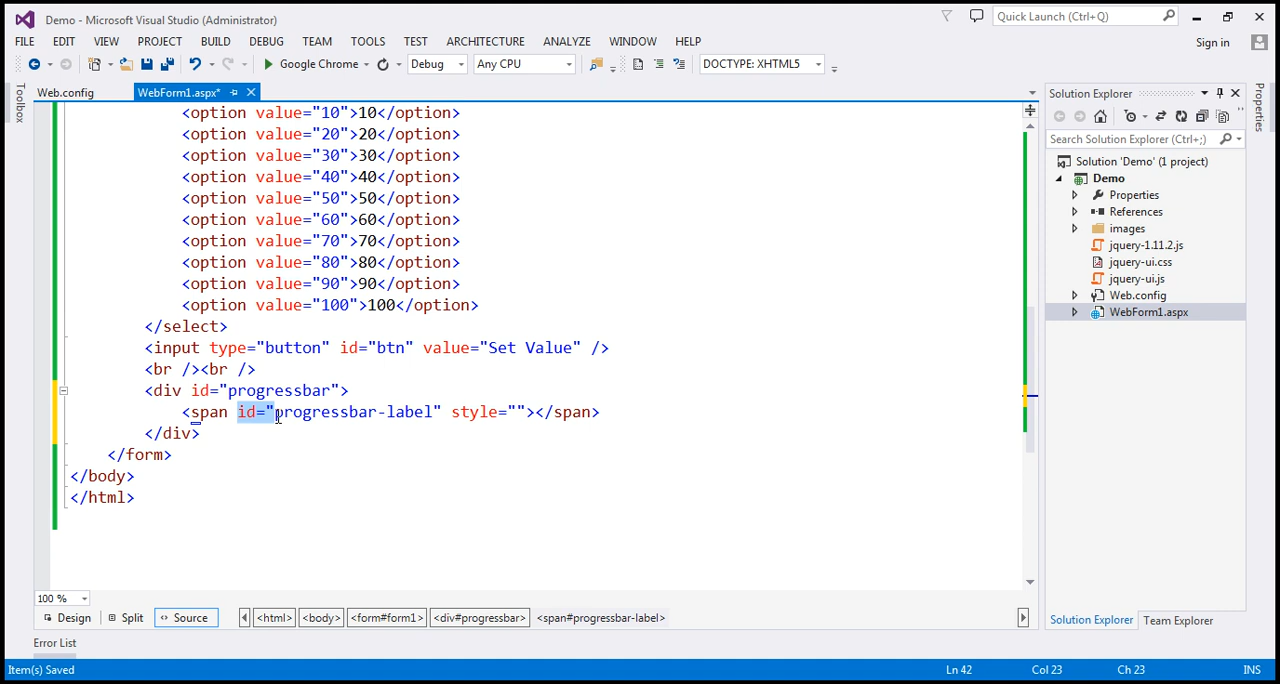 Demo - Microsoft Visual Studio (Administrator)
Quick Launch (Ctrl+Q)
FILE EDIT VIEW PROJECT BUILD DEBUG TEAM TOOLS TEST ARCHITECTURE ANALYZE WINDOW HELP
Sign in
Google Chrome Debug Any CPU DOCTYPE: XHTML5
Toolbox
Web.config WebForm1.aspx*
<option value="10">10</option>
<option value="20">20</option>
<option value="30">30</option>
<option value="40">40</option>
<option value="50">50</option>
<option value="60">60</option>
<option value="70">70</option>
<option value="80">80</option>
<option value="90">90</option>
<option value="100">100</option>
</select>
<input type="button" id="btn" value="Set Value" />
<br /><br />
<div id="progressbar">
<span id="progressbar-label" style=""></span>
</div>
</form>
</body>
</html>
100 %
Design Split Source <html> <body> <form#form1> <div#progressbar> <span#progressbar-label>
Error List
Solution Explorer
Search Solution Explorer (Ctrl+;)
Solution 'Demo' (1 project)
Demo
Properties
References
images
jquery-1.11.2.js
jquery-ui.css
jquery-ui.js
Web.config
WebForm1.aspx
Solution Explorer Team Explorer
Properties
Item(s) Saved Ln 42 Col 23 Ch 23 INS